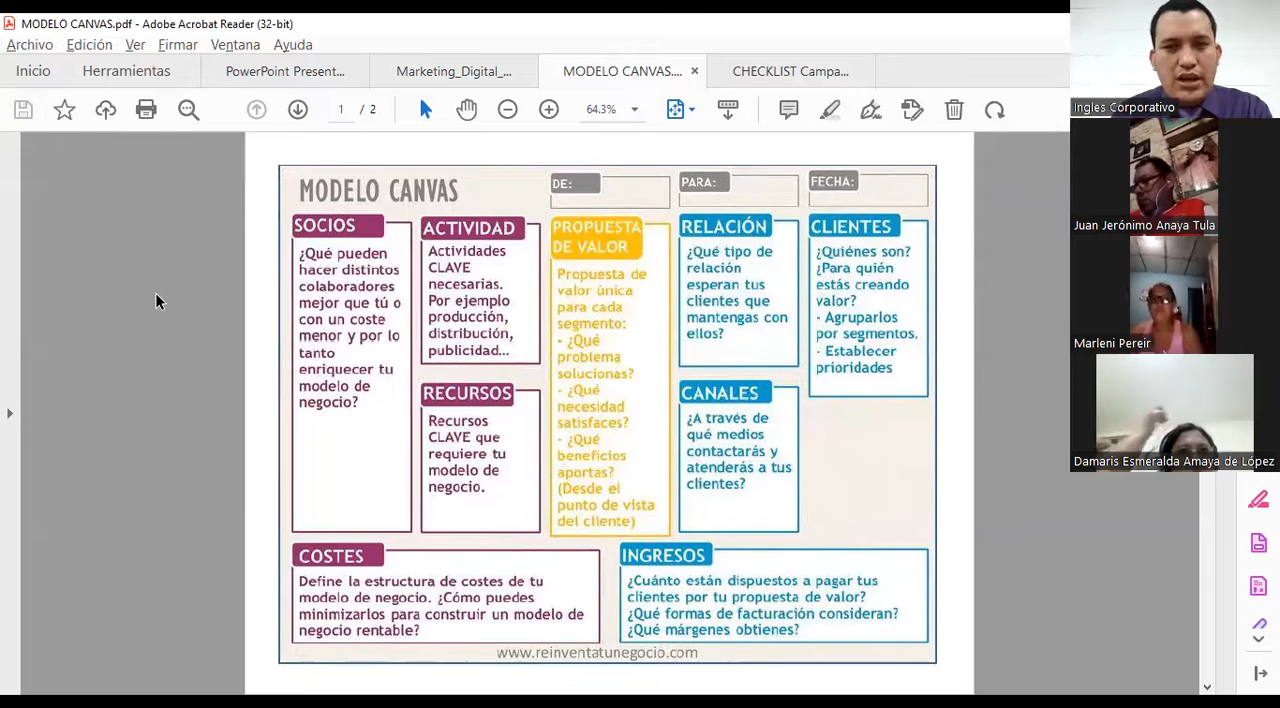 MODELO CANVAS.pdf - Adobe Acrobat Reader (32-bit)
Archivo Edición Ver Firmar Ventana Ayuda
Inicio Herramientas PowerPoint Present... Marketing_Digital_... MODELO CANVAS.... × CHECKLIST Campa...
1 / 2 64.3%
MODELO CANVAS
DE:
PARA:
FECHA:
SOCIOS
¿Qué pueden
hacer distintos
colaboradores
mejor que tú o
con un coste
menor y por lo
tanto
enriquecer tu
modelo de
negocio?
ACTIVIDAD
Actividades
CLAVE
necesarias.
Por ejemplo
producción,
distribución,
publicidad...
RECURSOS
Recursos
CLAVE que
requiere tu
modelo de
negocio.
PROPUESTA
DE VALOR
Propuesta de
valor única
para cada
segmento:
- ¿Qué
problema
solucionas?
- ¿Qué
necesidad
satisfaces?
- ¿Qué
beneficios
aportas?
(Desde el
punto de vista
del cliente)
RELACIÓN
¿Qué tipo de
relación
esperan tus
clientes que
mantengas con
ellos?
CANALES
¿A través de
qué medios
contactarás y
atenderás a tus
clientes?
CLIENTES
¿Quiénes son?
¿Para quién
estás creando
valor?
- Agruparlos
por segmentos.
- Establecer
prioridades
COSTES
Define la estructura de costes de tu
modelo de negocio. ¿Cómo puedes
minimizarlos para construir un modelo de
negocio rentable?
INGRESOS
¿Cuánto están dispuestos a pagar tus
clientes por tu propuesta de valor?
¿Qué formas de facturación consideran?
¿Qué márgenes obtienes?
www.reinventatunegocio.com
Ingles Corporativo
Juan Jerónimo Anaya Tula
Marleni Pereir
Damaris Esmeralda Amaya de López